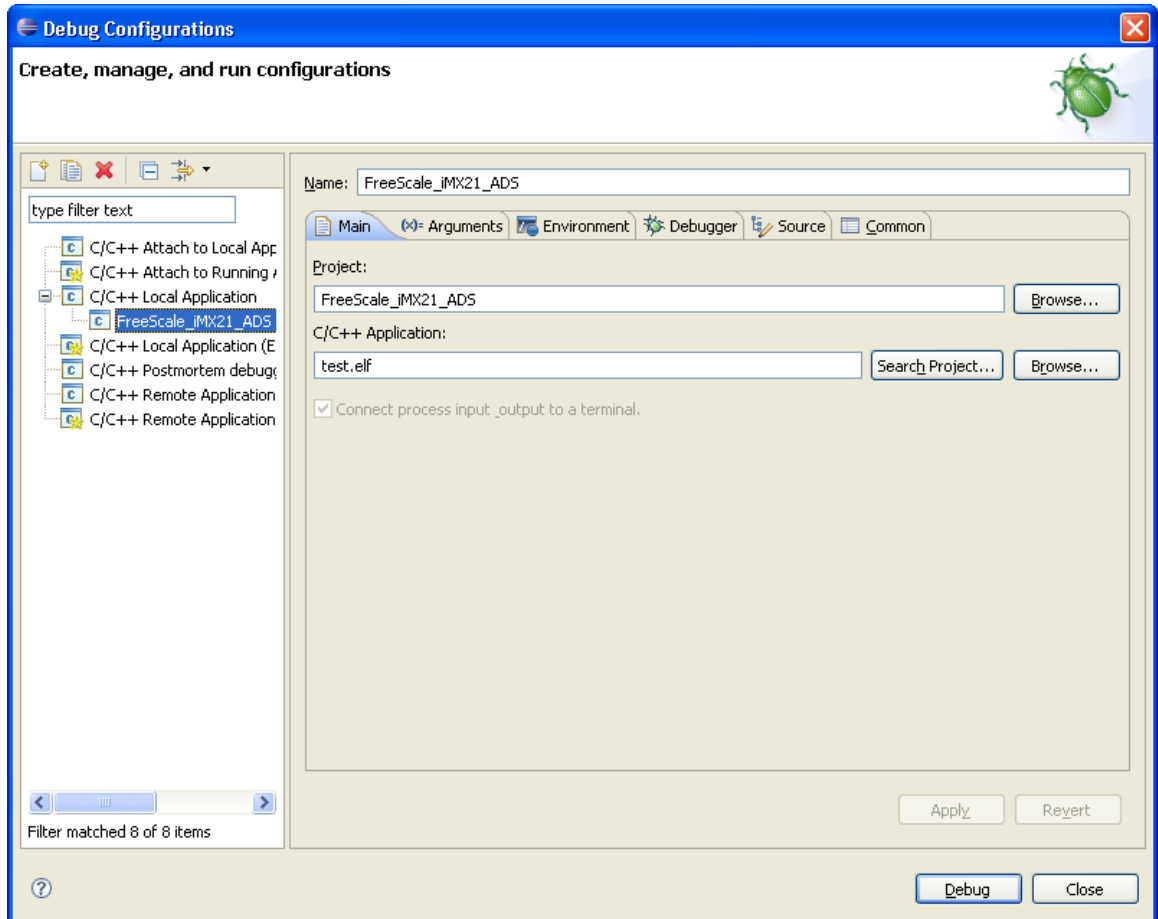 Debug Configurations
Create, manage, and run configurations
type filter text
C/C++ Attach to Local App
C/C++ Attach to Running
C/C++ Local Application
FreeScale_iMX21_ADS
C/C++ Local Application (E
C/C++ Postmortem debugg
C/C++ Remote Application
C/C++ Remote Application
Filter matched 8 of 8 items
Name: FreeScale_iMX21_ADS
Main (x)= Arguments Environment Debugger Source Common
Project:
FreeScale_iMX21_ADS Browse...
C/C++ Application:
test.elf Search Project... Browse...
Connect process input _output to a terminal.
Apply Revert
? Debug Close